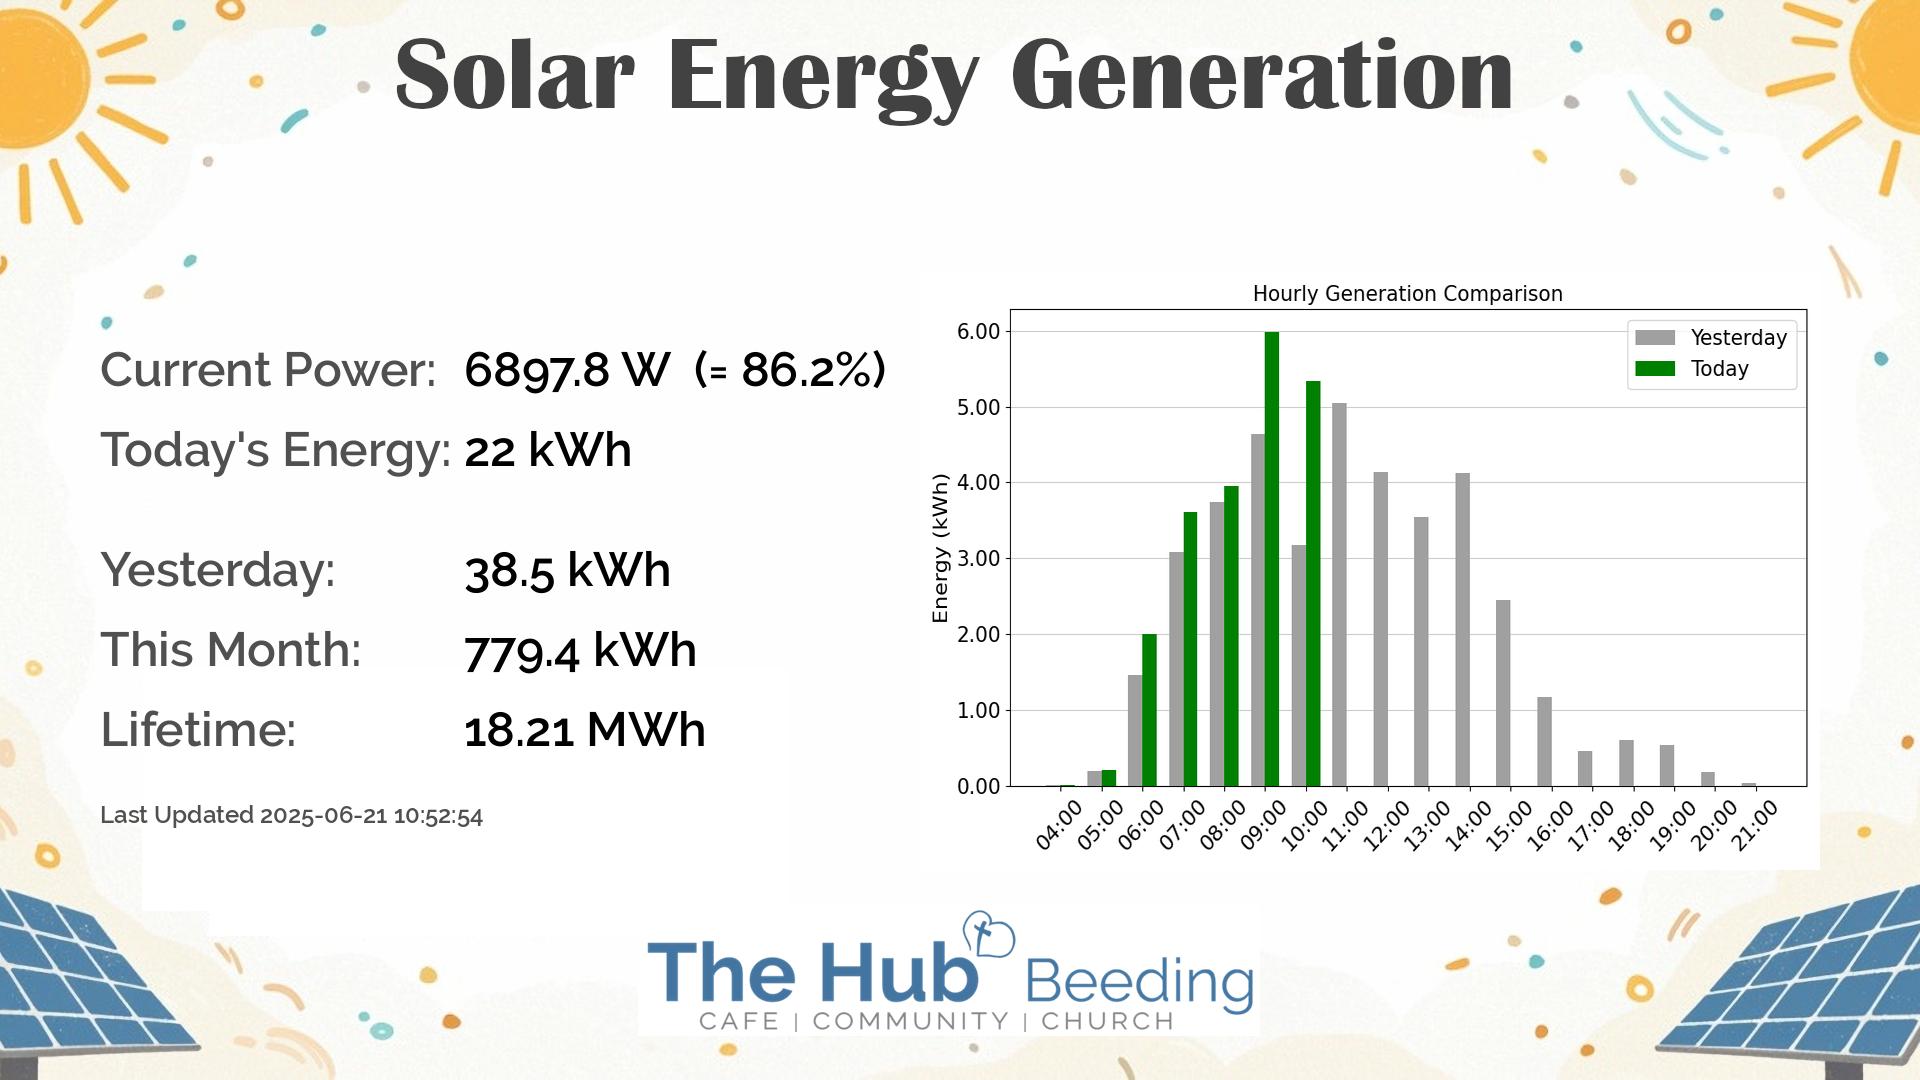 Solar Energy Generation
Current Power: 6897.8 W (= 86.2%)
Today's Energy: 22 kWh
Yesterday: 38.5 kWh
This Month: 779.4 kWh
Lifetime: 18.21 MWh
Last Updated 2025-06-21 10:52:54
Hourly Generation Comparison
Yesterday
Today
Energy (kWh)
6.00
5.00
4.00
3.00
2.00
1.00
0.00
04:00 05:00 06:00 07:00 08:00 09:00 10:00 11:00 12:00 13:00 14:00 15:00 16:00 17:00 18:00 19:00 20:00 21:00
The Hub Beeding
CAFE | COMMUNITY | CHURCH